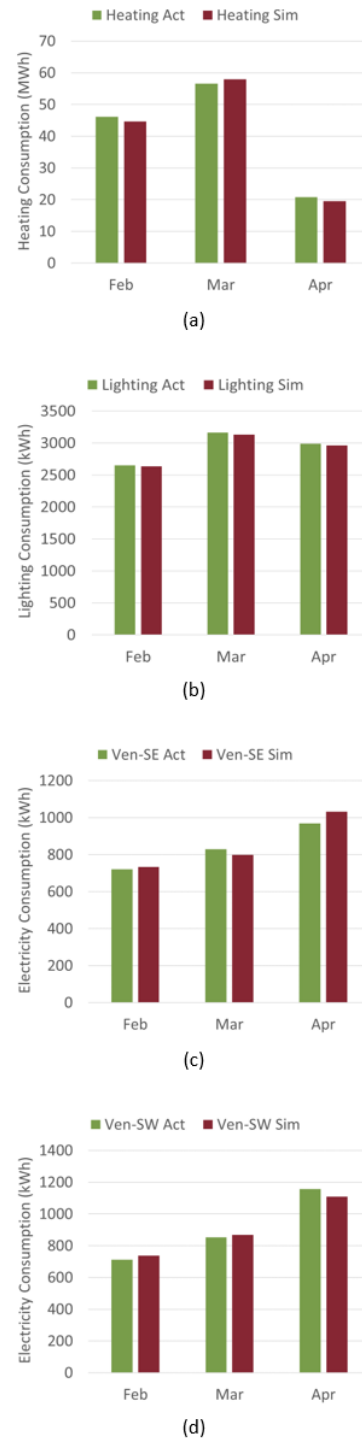 Heating Act Heating Sim
Heating Consumption (MWh)
70
60
50
40
30
20
10
0
Feb Mar Apr
(a)
Lighting Act Lighting Sim
Lighting Consumption (kWh)
3500
3000
2500
2000
1500
1000
500
0
Feb Mar Apr
(b)
Ven-SE Act Ven-SE Sim
Electricity Consumption (kWh)
1200
1000
800
600
400
200
0
Feb Mar Apr
(c)
Ven-SW Act Ven-SW Sim
Electricity Consumption (kWh)
1400
1200
1000
800
600
400
200
0
Feb Mar Apr
(d)